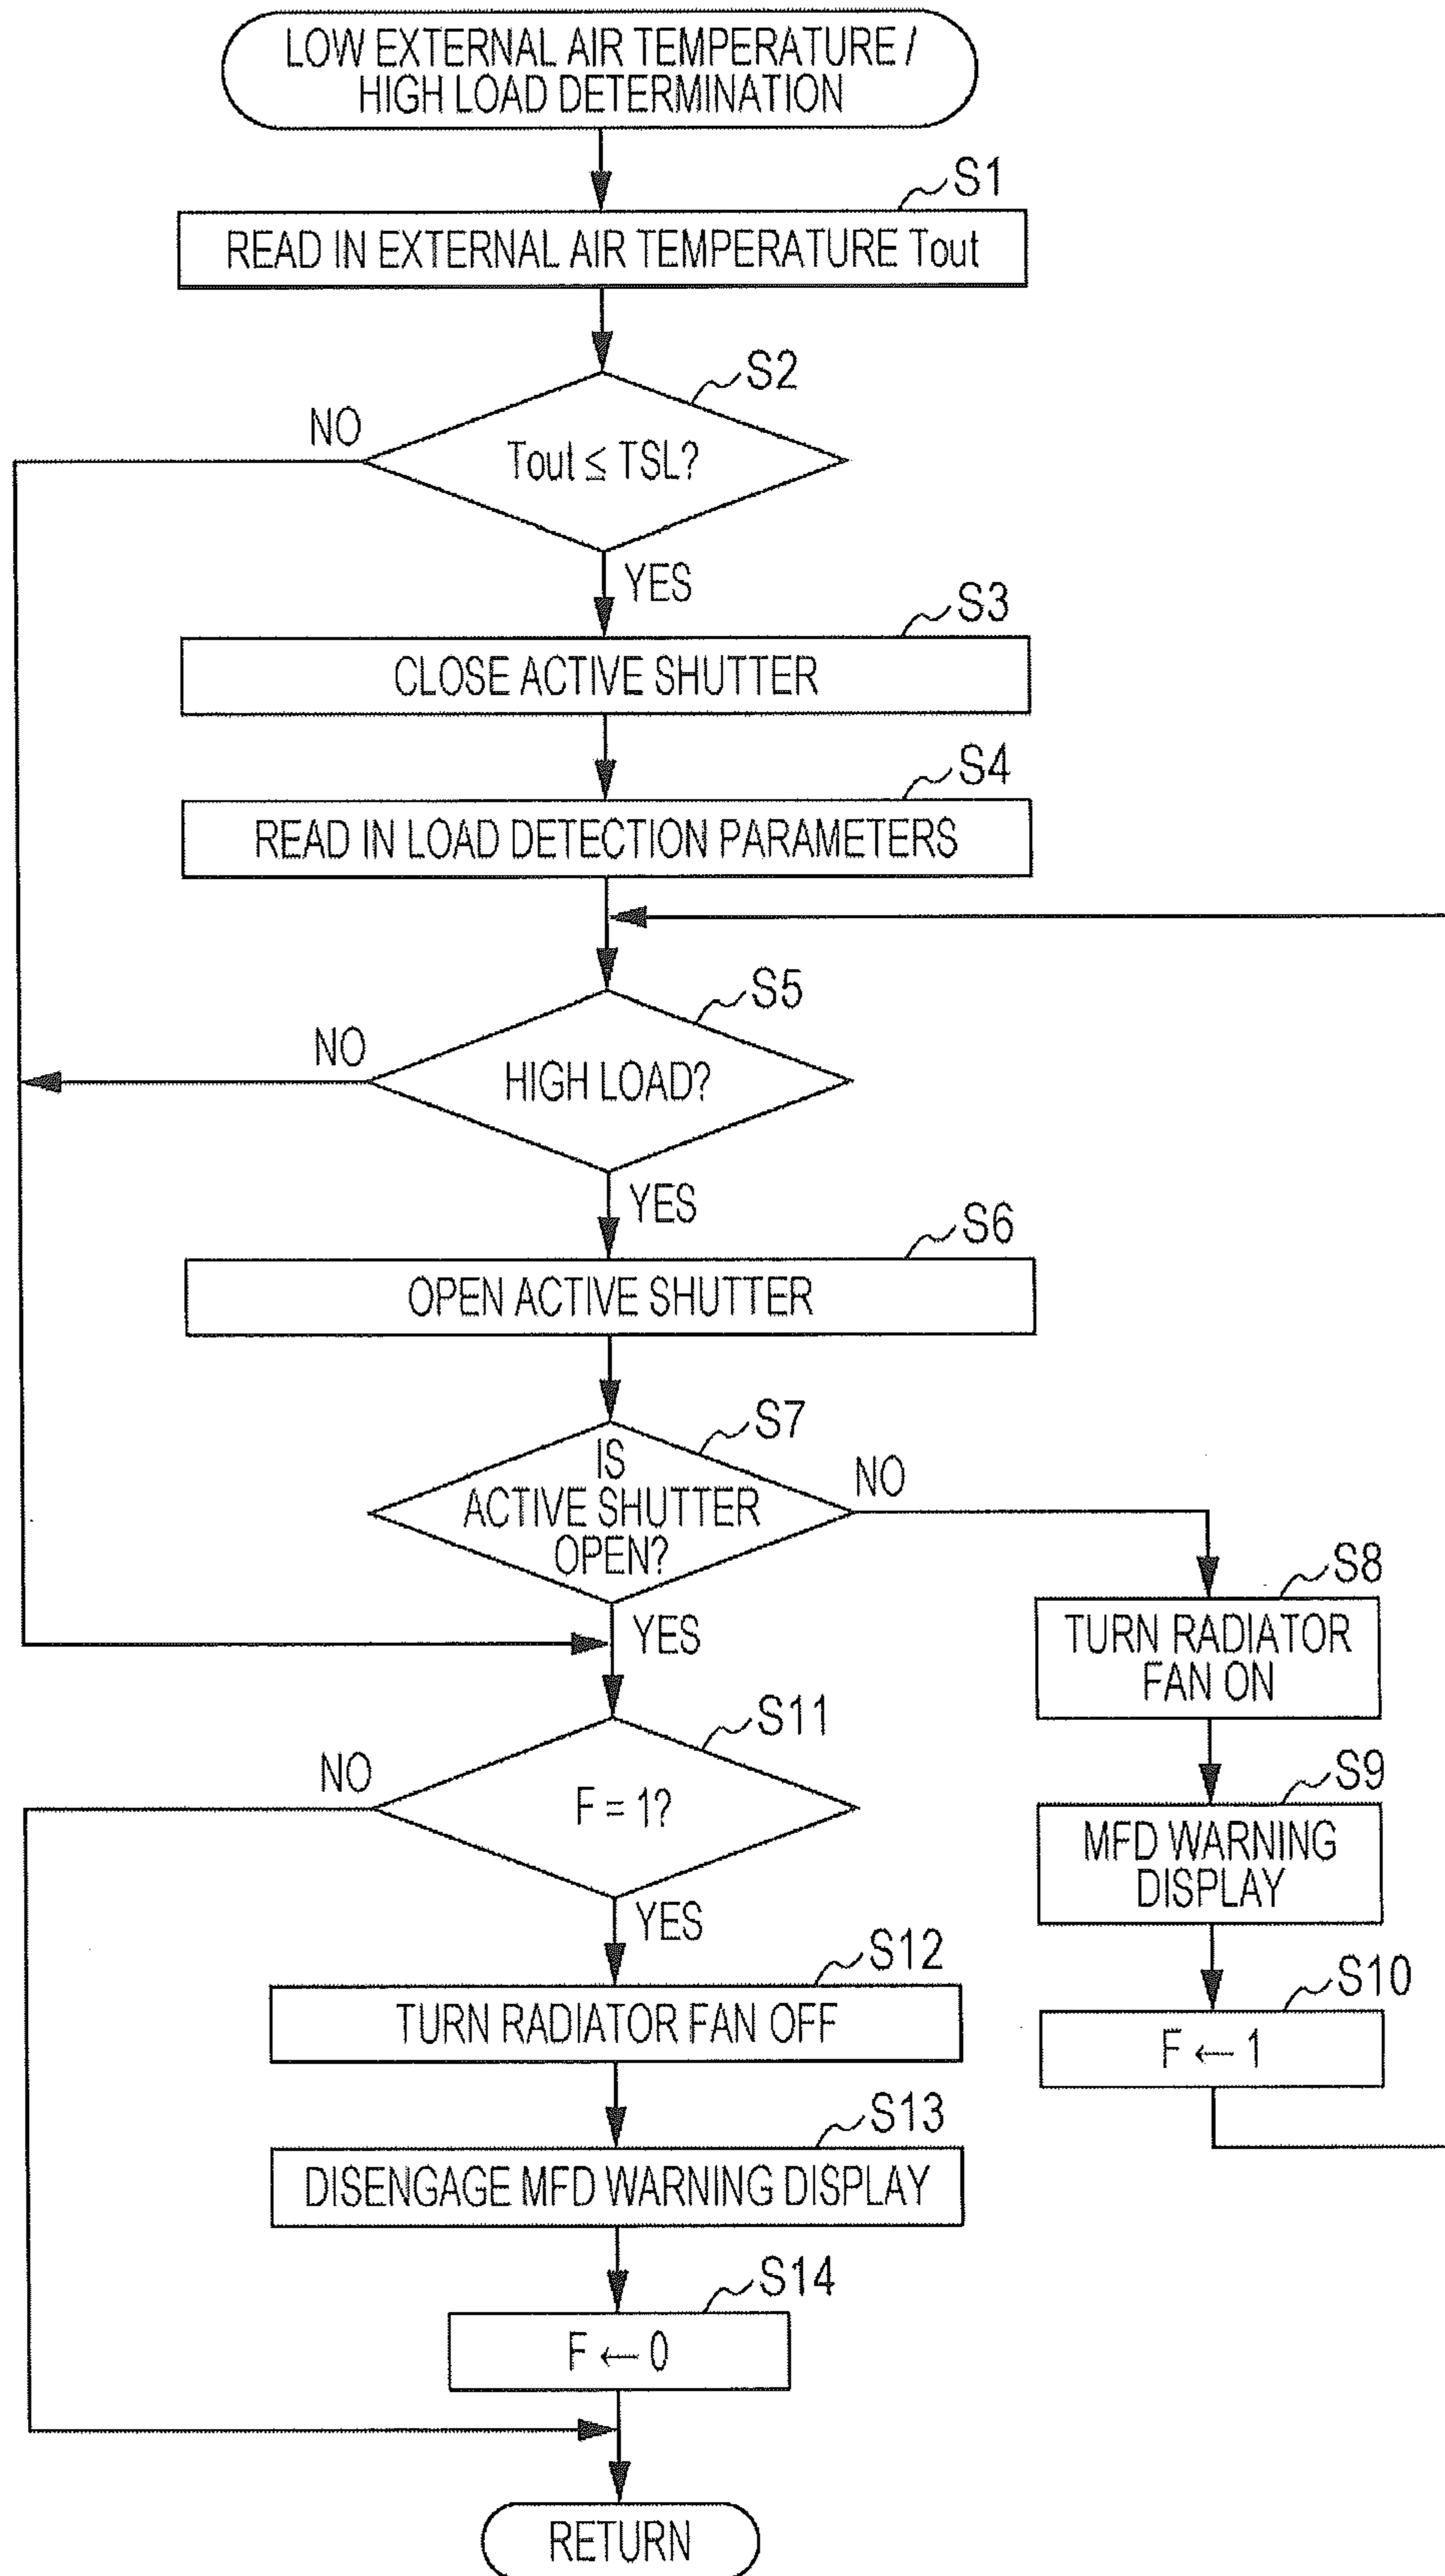 LOW EXTERNAL AIR TEMPERATURE /
HIGH LOAD DETERMINATION
S1
READ IN EXTERNAL AIR TEMPERATURE Tout
S2
NO
Tout ≤ TSL?
YES
S3
CLOSE ACTIVE SHUTTER
S4
READ IN LOAD DETECTION PARAMETERS
S5
NO
HIGH LOAD?
YES
S6
OPEN ACTIVE SHUTTER
S7
IS
ACTIVE SHUTTER
OPEN?
NO
YES
S8
TURN RADIATOR
FAN ON
S9
MFD WARNING
DISPLAY
S10
F ← 1
S11
NO
F = 1?
YES
S12
TURN RADIATOR FAN OFF
S13
DISENGAGE MFD WARNING DISPLAY
S14
F ← 0
RETURN